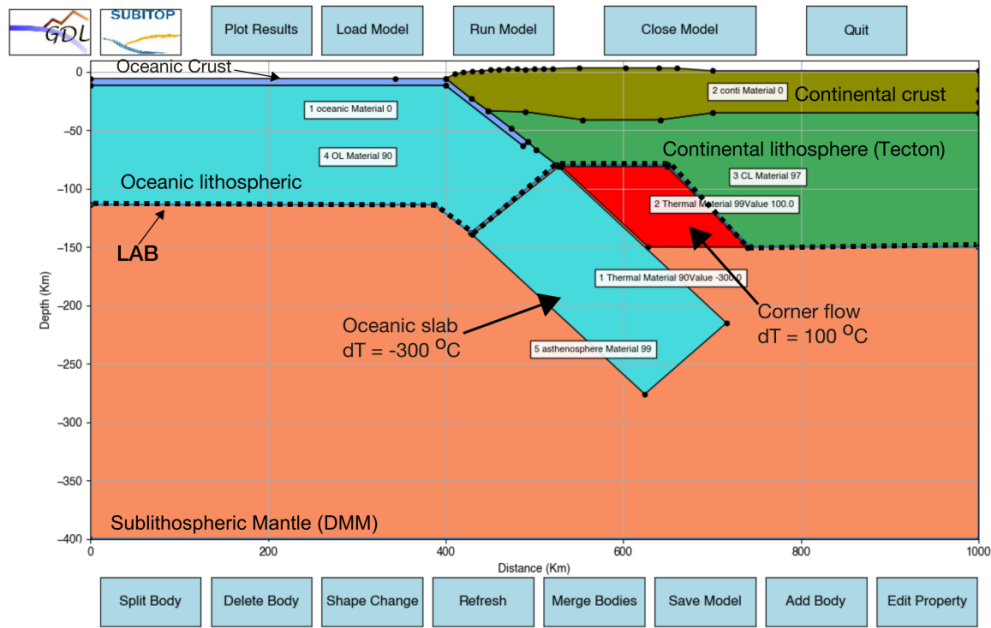 GDL
SUBITOP
Plot Results
Load Model
Run Model
Close Model
Quit
Oceanic Crust
0
2 conti Material 0
Continental crust
1 oceanic Material 0
−50
Continental lithosphere (Tecton)
4 OL Material 90
3 CL Material 97
Oceanic lithospheric
−100
2 Thermal Material 99Value 100.0
LAB
−150
1 Thermal Material 90Value -300.0
−200
Corner flow
dT = 100 °C
Oceanic slab
dT = -300 °C
5 asthenosphere Material 99
−250
−300
−350
Sublithospheric Mantle (DMM)
−400
Depth (Km)
0
200
400
600
800
1000
Distance (Km)
Split Body
Delete Body
Shape Change
Refresh
Merge Bodies
Save Model
Add Body
Edit Property